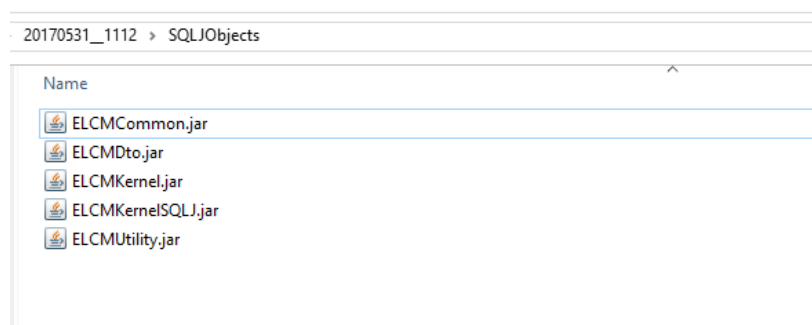 20170531__1112 > SQLJObjects
Name
ELCMCommon.jar
ELCMDto.jar
ELCMKernel.jar
ELCMKernelSQLJ.jar
ELCMUtility.jar